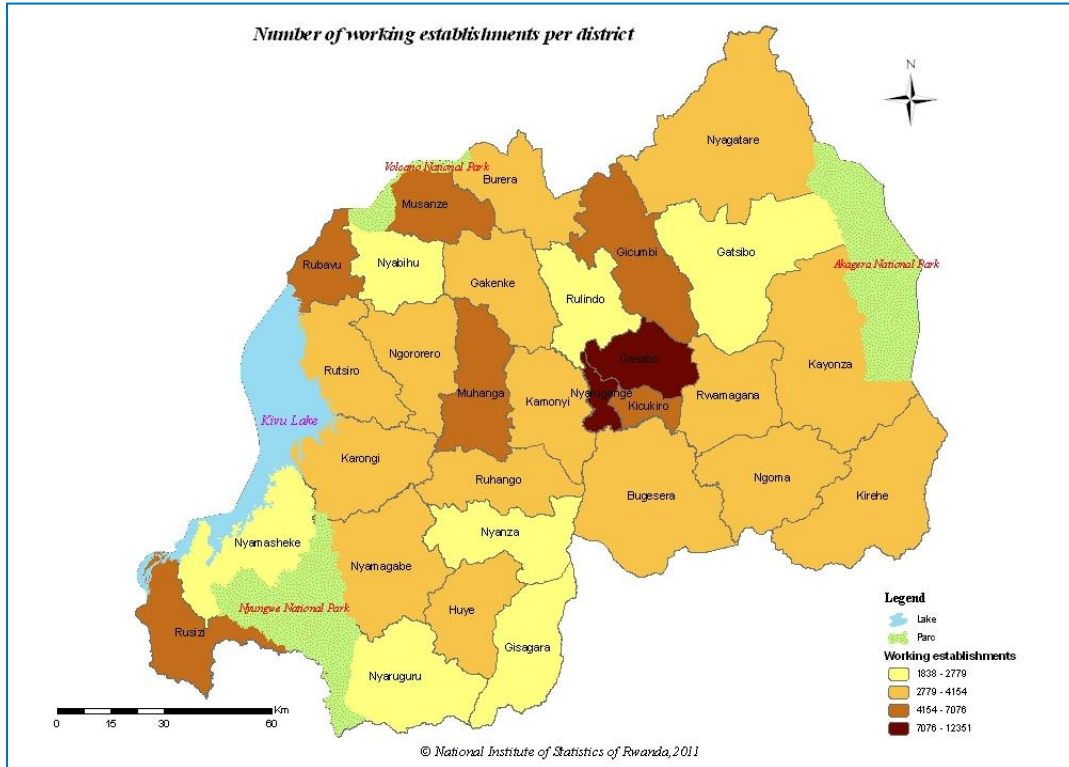 Number of working establishments per district
N
Nyagatare
Volcano National Park
Burera
Musanze
Gicumbi
Gatsibo
Rubavu
Nyabihu
Akagera National Park
Gakenke
Rulindo
Gasabo
Ngororero
Kayonza
Rutsiro
Muhanga
Nyarugenge
Rwamagana
Kamonyi
Kicukiro
Kivu Lake
Karongi
Ruhango
Ngoma
Bugesera
Kirehe
Nyanza
Nyamasheke
Nyamagabe
Nyungwe National Park
Huye
Rusizi
Gisagara
Nyaruguru
Legend
Lake
Parc
Working establishments
1838 - 2779
2779 - 4154
4154 - 7076
7076 - 12351
Km
0 15 30 60
© National Institute of Statistics of Rwanda,2011